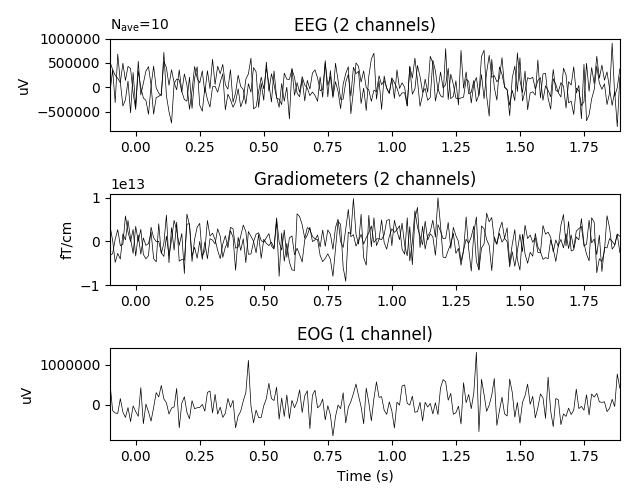 N_ave=10
EEG (2 channels)
1000000
500000
0
−500000
uV
0.00 0.25 0.50 0.75 1.00 1.25 1.50 1.75
1e13
Gradiometers (2 channels)
1
0
−1
fT/cm
0.00 0.25 0.50 0.75 1.00 1.25 1.50 1.75
EOG (1 channel)
1000000
0
uV
0.00 0.25 0.50 0.75 1.00 1.25 1.50 1.75
Time (s)